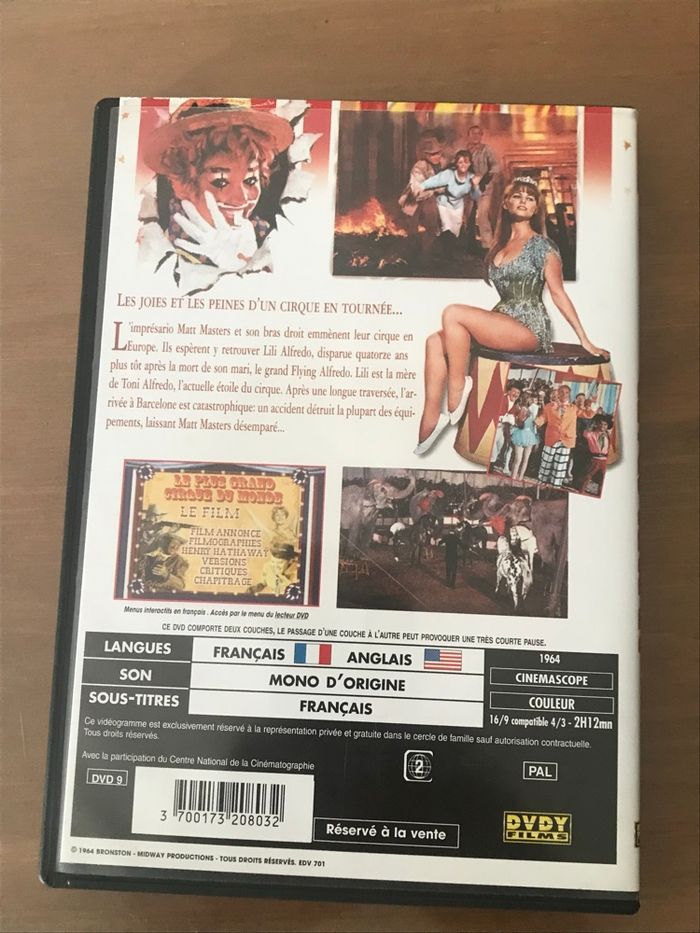 LES JOIES ET LES PEINES D'UN CIRQUE EN TOURNÉE...
L'imprésario Matt Masters et son bras droit emmènent leur cirque en
Europe. Ils espèrent y retrouver Lili Alfredo, disparue quatorze ans
plus tôt après la mort de son mari, le grand Flying Alfredo. Lili est la mère
de Toni Alfredo, l'actuelle étoile du cirque. Après une longue traversée, l'ar-
rivée à Barcelone est catastrophique: un accident détruit la plupart des équi-
pements, laissant Matt Masters désemparé...
LE PLUS GRAND
CIRQUE DU MONDE
LE FILM
FILM ANNONCE
FILMOGRAPHIES
HENRY HATHAWAY
VERSIONS
CRITIQUES
CHAPITRAGE
Menus interactifs en français . Accès par le menu du lecteur DVD
CE DVD COMPORTE DEUX COUCHES, LE PASSAGE D'UNE COUCHE À L'AUTRE PEUT PROVOQUER UNE TRÈS COURTE PAUSE.
LANGUES FRANÇAIS ANGLAIS
SON MONO D'ORIGINE
SOUS-TITRES FRANÇAIS
1964
CINEMASCOPE
COULEUR
16/9 compatible 4/3 - 2H12mn
Ce vidéogramme est exclusivement réservé à la représentation privée et gratuite dans le cercle de famille sauf autorisation contractuelle.
Tous droits réservés.
Avec la participation du Centre National de la Cinématographie
DVD 9
2
PAL
3 700173 208032
Réservé à la vente
DVDY
FILMS
© 1964 BRONSTON - MIDWAY PRODUCTIONS - TOUS DROITS RÉSERVÉS. EDV 701